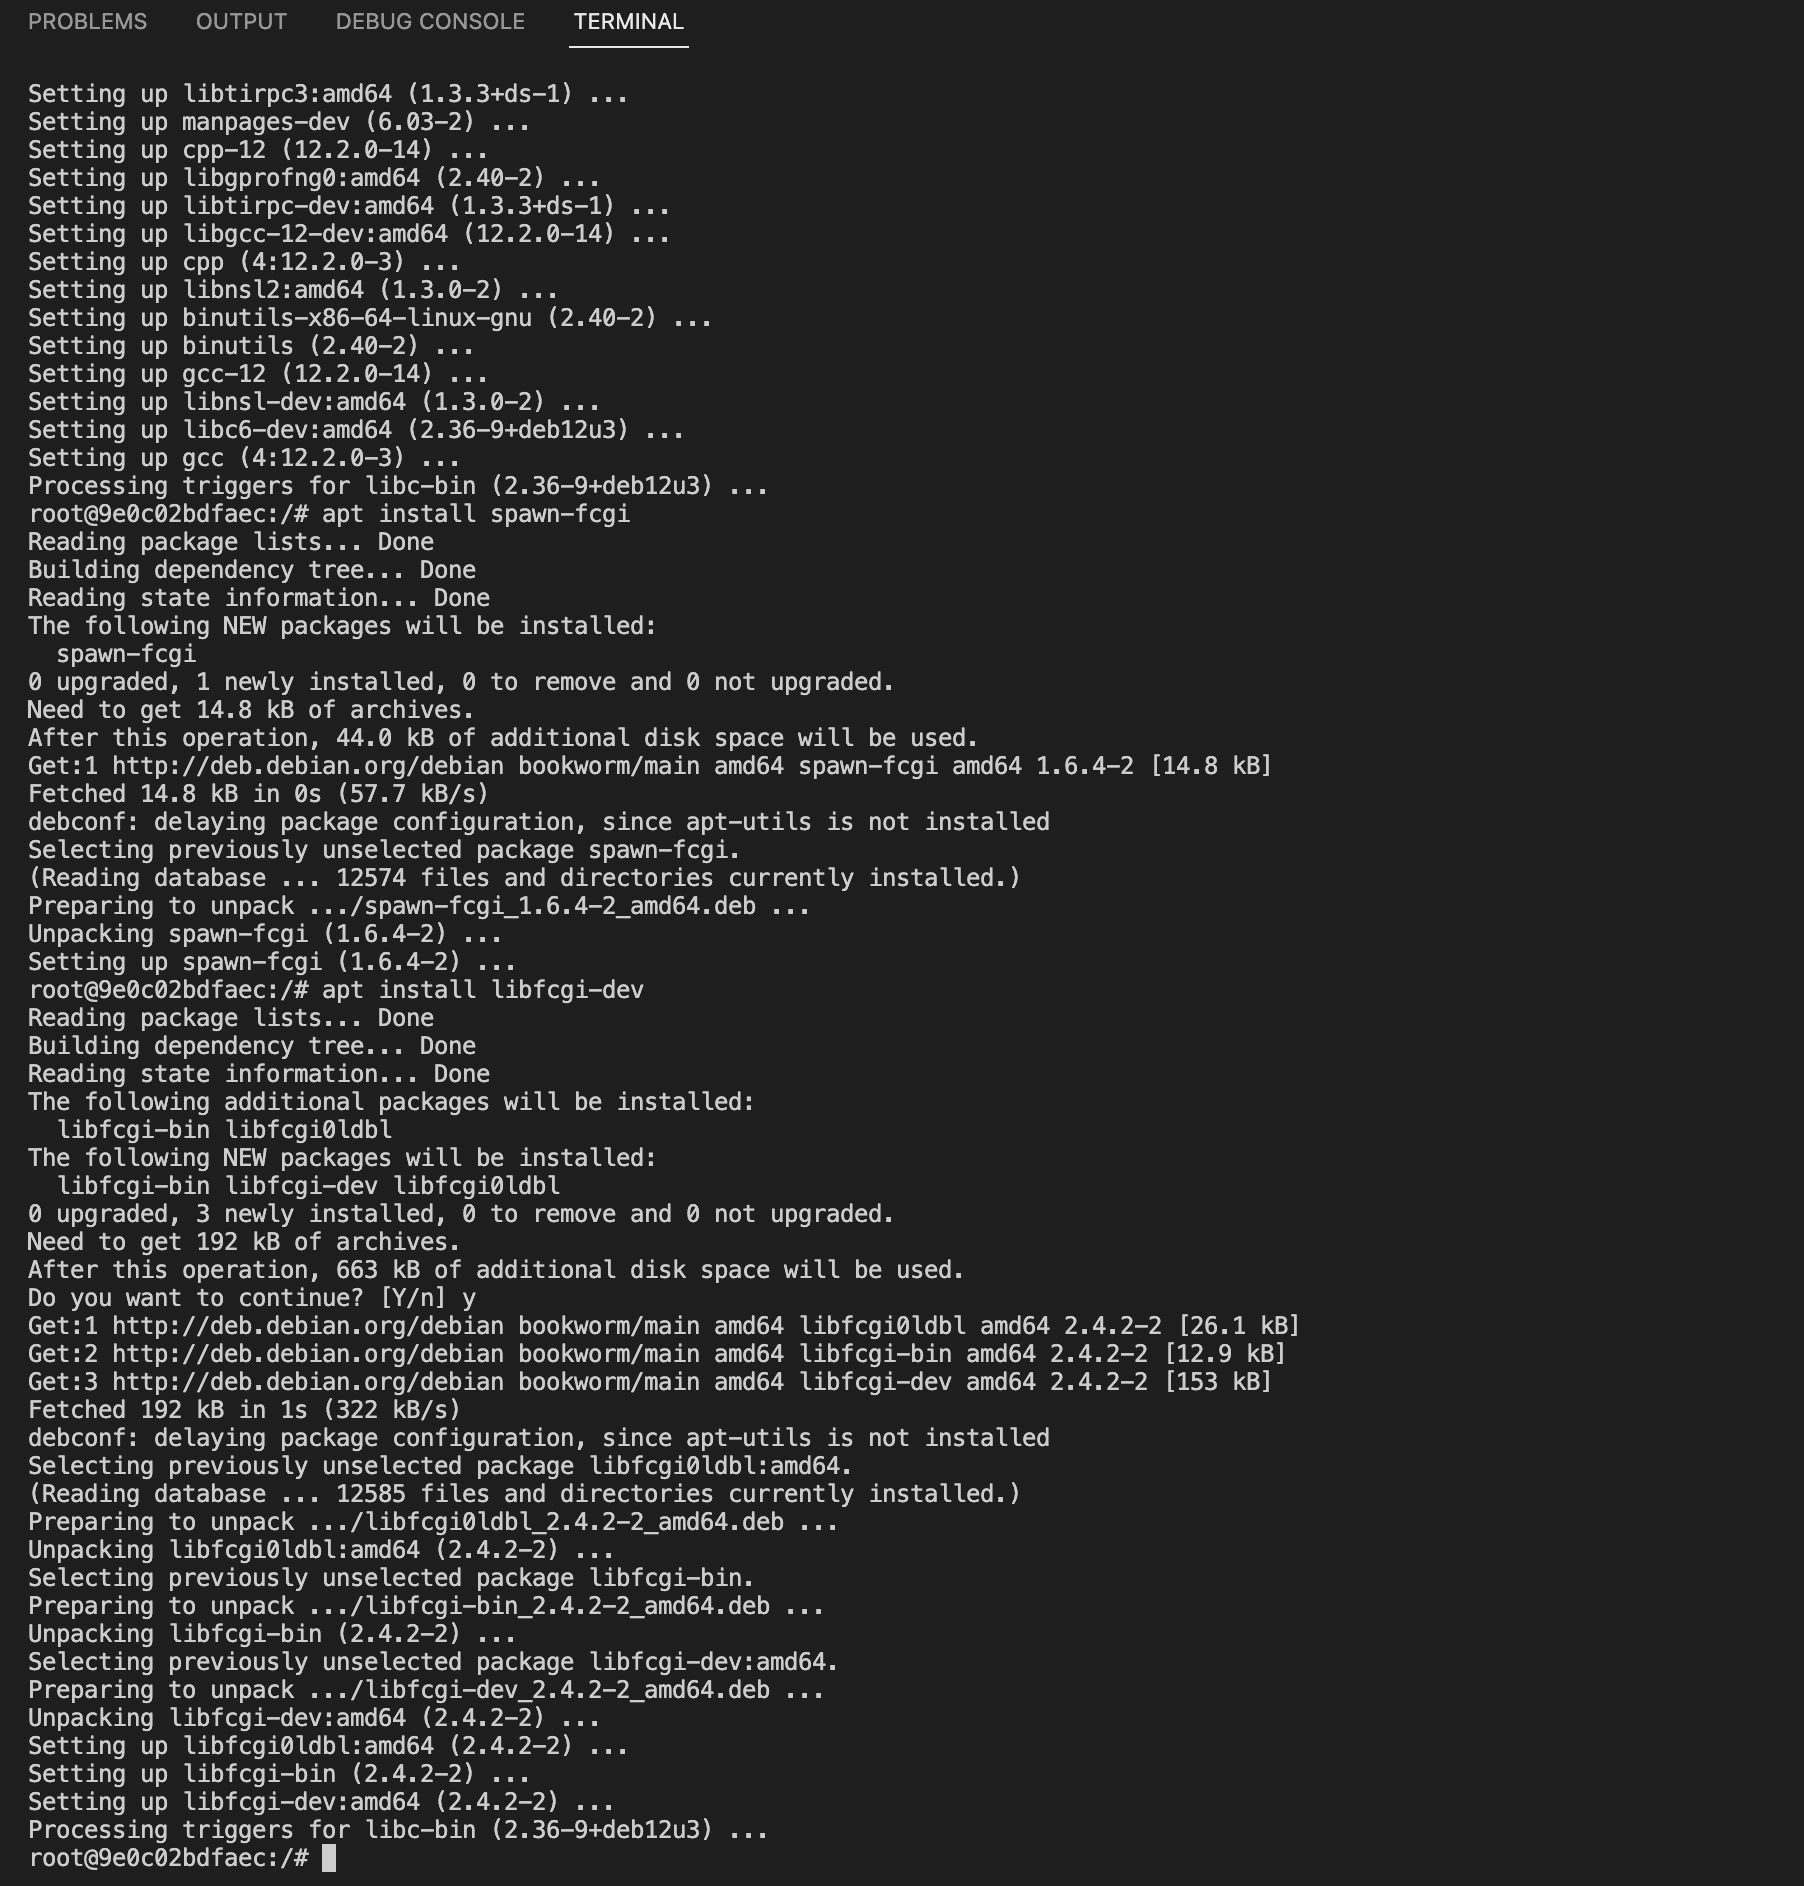 PROBLEMS OUTPUT DEBUG CONSOLE TERMINAL
Setting up libtirpc3:amd64 (1.3.3+ds-1) ...
Setting up manpages-dev (6.03-2) ...
Setting up cpp-12 (12.2.0-14) ...
Setting up libgprofng0:amd64 (2.40-2) ...
Setting up libtirpc-dev:amd64 (1.3.3+ds-1) ...
Setting up libgcc-12-dev:amd64 (12.2.0-14) ...
Setting up cpp (4:12.2.0-3) ...
Setting up libnsl2:amd64 (1.3.0-2) ...
Setting up binutils-x86-64-linux-gnu (2.40-2) ...
Setting up binutils (2.40-2) ...
Setting up gcc-12 (12.2.0-14) ...
Setting up libnsl-dev:amd64 (1.3.0-2) ...
Setting up libc6-dev:amd64 (2.36-9+deb12u3) ...
Setting up gcc (4:12.2.0-3) ...
Processing triggers for libc-bin (2.36-9+deb12u3) ...
root@9e0c02bdfaec:/# apt install spawn-fcgi
Reading package lists... Done
Building dependency tree... Done
Reading state information... Done
The following NEW packages will be installed:
  spawn-fcgi
0 upgraded, 1 newly installed, 0 to remove and 0 not upgraded.
Need to get 14.8 kB of archives.
After this operation, 44.0 kB of additional disk space will be used.
Get:1 http://deb.debian.org/debian bookworm/main amd64 spawn-fcgi amd64 1.6.4-2 [14.8 kB]
Fetched 14.8 kB in 0s (57.7 kB/s)
debconf: delaying package configuration, since apt-utils is not installed
Selecting previously unselected package spawn-fcgi.
(Reading database ... 12574 files and directories currently installed.)
Preparing to unpack .../spawn-fcgi_1.6.4-2_amd64.deb ...
Unpacking spawn-fcgi (1.6.4-2) ...
Setting up spawn-fcgi (1.6.4-2) ...
root@9e0c02bdfaec:/# apt install libfcgi-dev
Reading package lists... Done
Building dependency tree... Done
Reading state information... Done
The following additional packages will be installed:
  libfcgi-bin libfcgi0ldbl
The following NEW packages will be installed:
  libfcgi-bin libfcgi-dev libfcgi0ldbl
0 upgraded, 3 newly installed, 0 to remove and 0 not upgraded.
Need to get 192 kB of archives.
After this operation, 663 kB of additional disk space will be used.
Do you want to continue? [Y/n] y
Get:1 http://deb.debian.org/debian bookworm/main amd64 libfcgi0ldbl amd64 2.4.2-2 [26.1 kB]
Get:2 http://deb.debian.org/debian bookworm/main amd64 libfcgi-bin amd64 2.4.2-2 [12.9 kB]
Get:3 http://deb.debian.org/debian bookworm/main amd64 libfcgi-dev amd64 2.4.2-2 [153 kB]
Fetched 192 kB in 1s (322 kB/s)
debconf: delaying package configuration, since apt-utils is not installed
Selecting previously unselected package libfcgi0ldbl:amd64.
(Reading database ... 12585 files and directories currently installed.)
Preparing to unpack .../libfcgi0ldbl_2.4.2-2_amd64.deb ...
Unpacking libfcgi0ldbl:amd64 (2.4.2-2) ...
Selecting previously unselected package libfcgi-bin.
Preparing to unpack .../libfcgi-bin_2.4.2-2_amd64.deb ...
Unpacking libfcgi-bin (2.4.2-2) ...
Selecting previously unselected package libfcgi-dev:amd64.
Preparing to unpack .../libfcgi-dev_2.4.2-2_amd64.deb ...
Unpacking libfcgi-dev:amd64 (2.4.2-2) ...
Setting up libfcgi0ldbl:amd64 (2.4.2-2) ...
Setting up libfcgi-bin (2.4.2-2) ...
Setting up libfcgi-dev:amd64 (2.4.2-2) ...
Processing triggers for libc-bin (2.36-9+deb12u3) ...
root@9e0c02bdfaec:/#